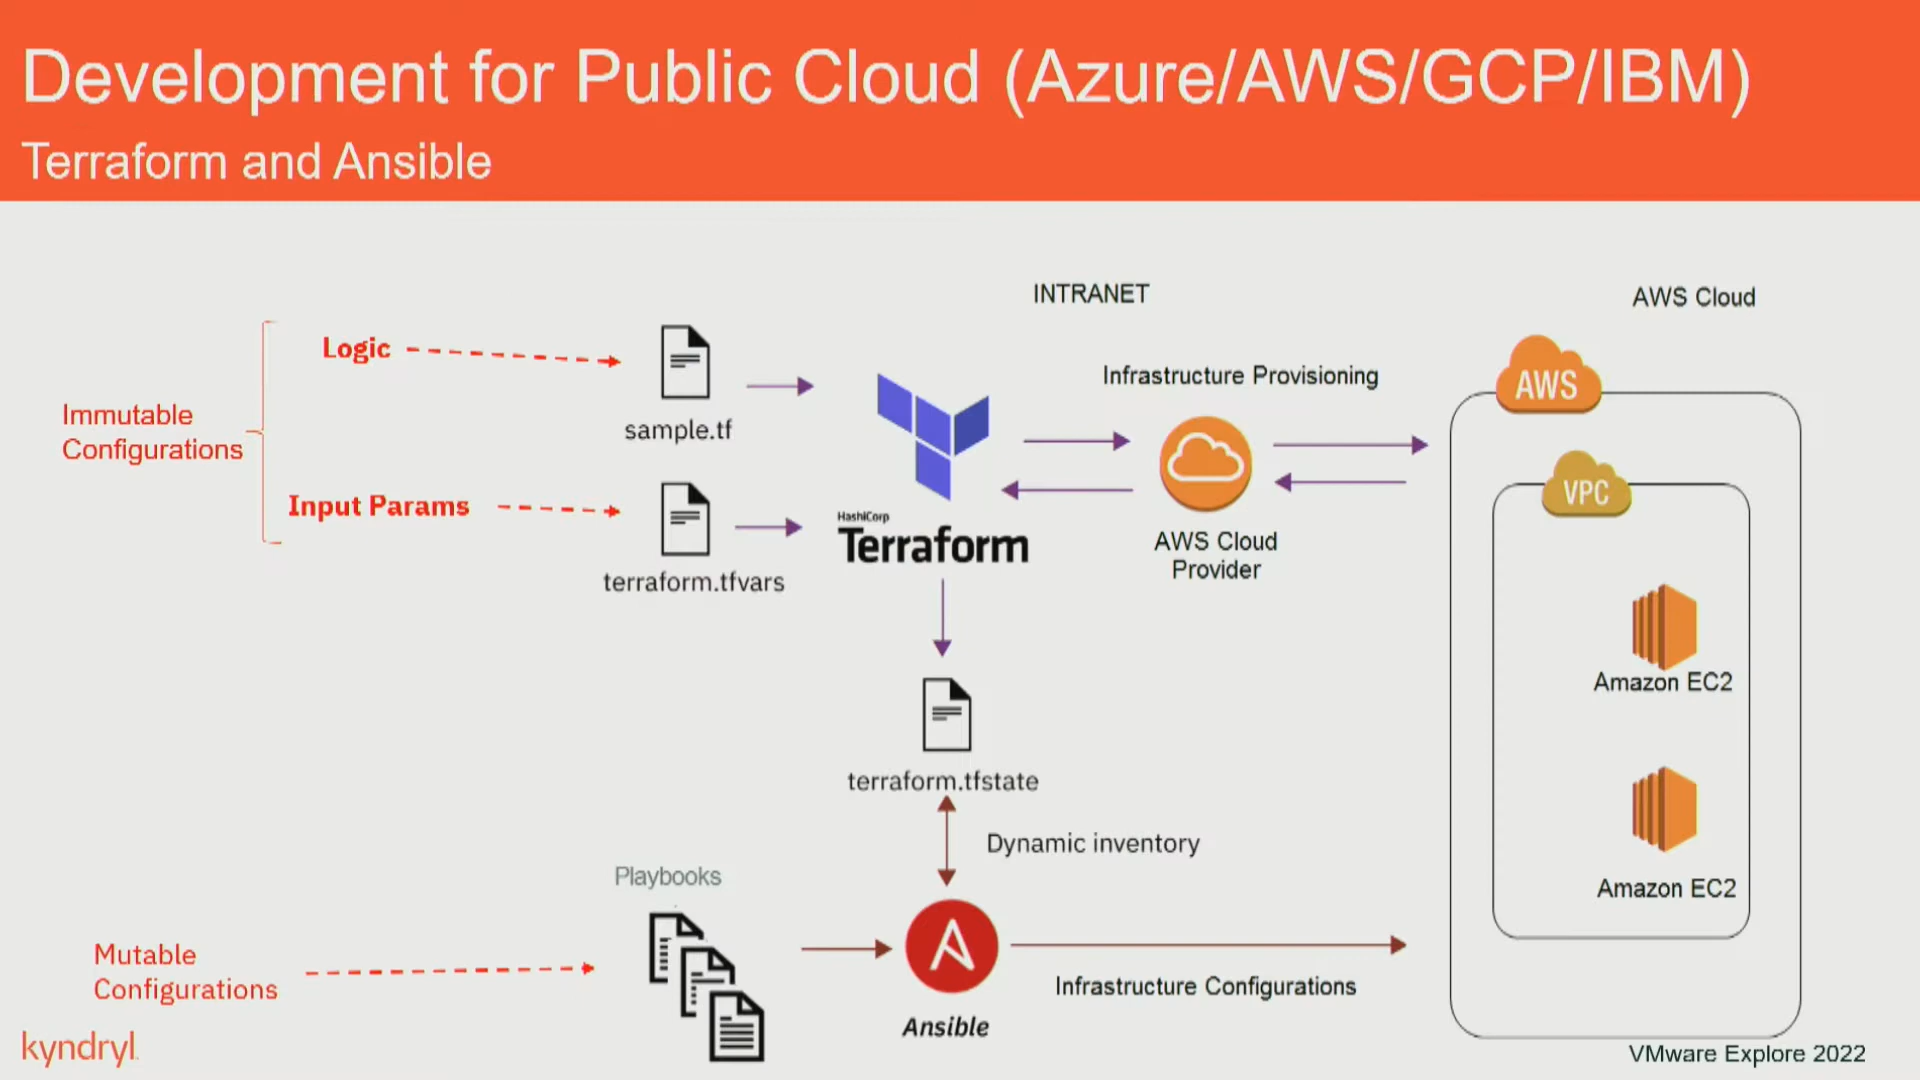 Development for Public Cloud (Azure/AWS/GCP/IBM)
Terraform and Ansible
INTRANET
AWS Cloud
Logic
Immutable
Configurations
Input Params
sample.tf
terraform.tfvars
HashiCorp
Terraform
Infrastructure Provisioning
AWS Cloud
Provider
AWS
VPC
Amazon EC2
Amazon EC2
terraform.tfstate
Dynamic inventory
Playbooks
Mutable
Configurations
Ansible
Infrastructure Configurations
kyndryl.
VMware Explore 2022